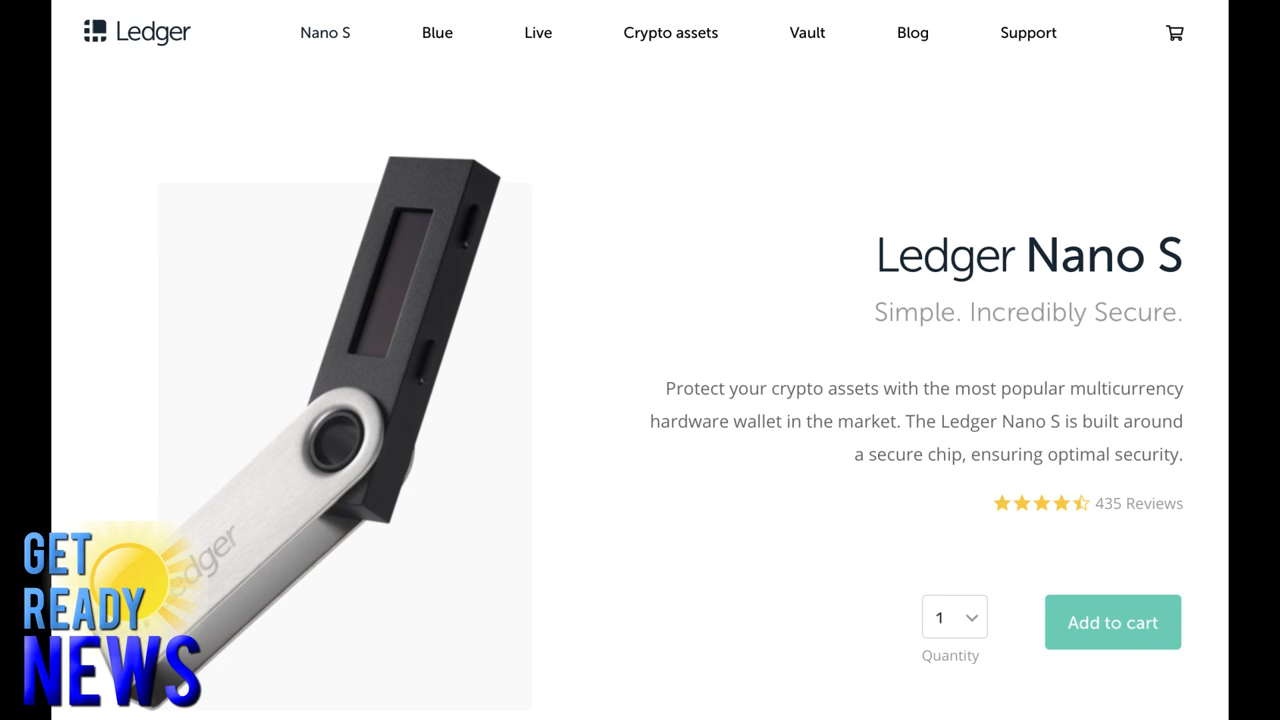 Ledger
Nano S
Blue
Live
Crypto assets
Vault
Blog
Support
Ledger Nano S
Simple. Incredibly Secure.
Protect your crypto assets with the most popular multicurrency
hardware wallet in the market. The Ledger Nano S is built around
a secure chip, ensuring optimal security.
435 Reviews
1
Quantity
Add to cart
edger
GET
READY
NEWS